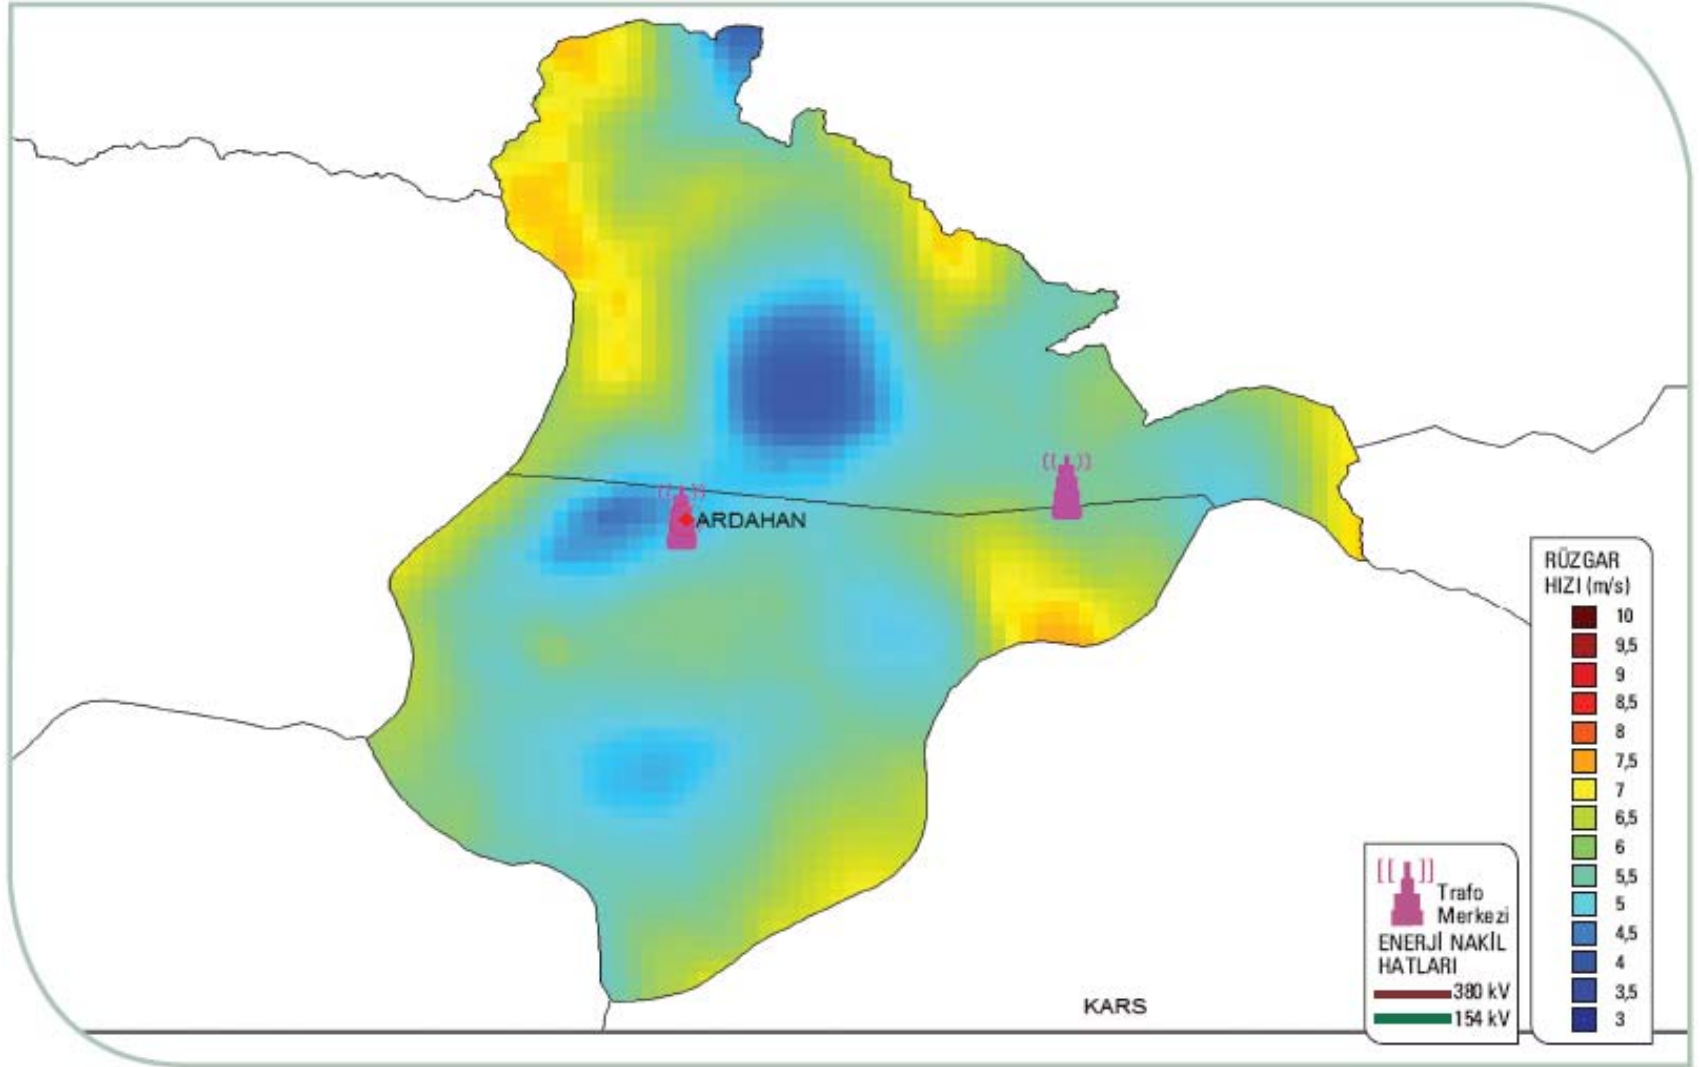 ARDAHAN
KARS
RÜZGAR
HIZI (m/s)
10
9,5
9
8,5
8
7,5
7
6,5
6
5,5
5
4,5
4
3,5
3
Trafo
Merkezi
ENERJİ NAKİL
HATLARI
380 kV
154 kV